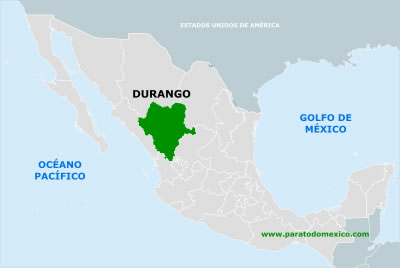 ESTADOS UNIDOS DE AMÉRICA
DURANGO
GOLFO DE
MÉXICO
OCÉANO
PACÍFICO
www.paratodomexico.com